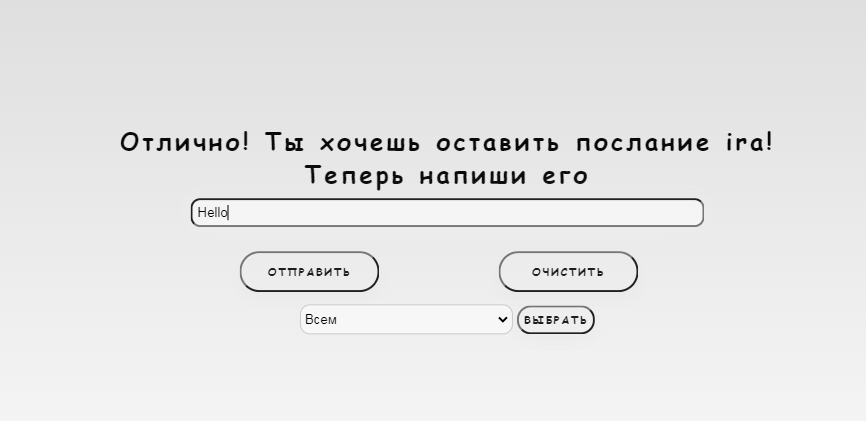 Отлично! Ты хочешь оставить послание ira!
Теперь напиши его
Hello
ОТПРАВИТЬ
ОЧИСТИТЬ
Всем
ВЫБРАТЬ